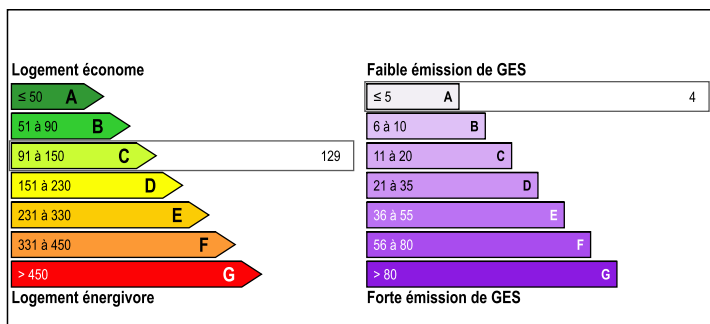 Logement économe
≤ 50 A
51 à 90 B
91 à 150 C 129
151 à 230 D
231 à 330 E
331 à 450 F
> 450 G
Logement énergivore
Faible émission de GES
≤ 5 A 4
6 à 10 B
11 à 20 C
21 à 35 D
36 à 55 E
56 à 80 F
> 80 G
Forte émission de GES